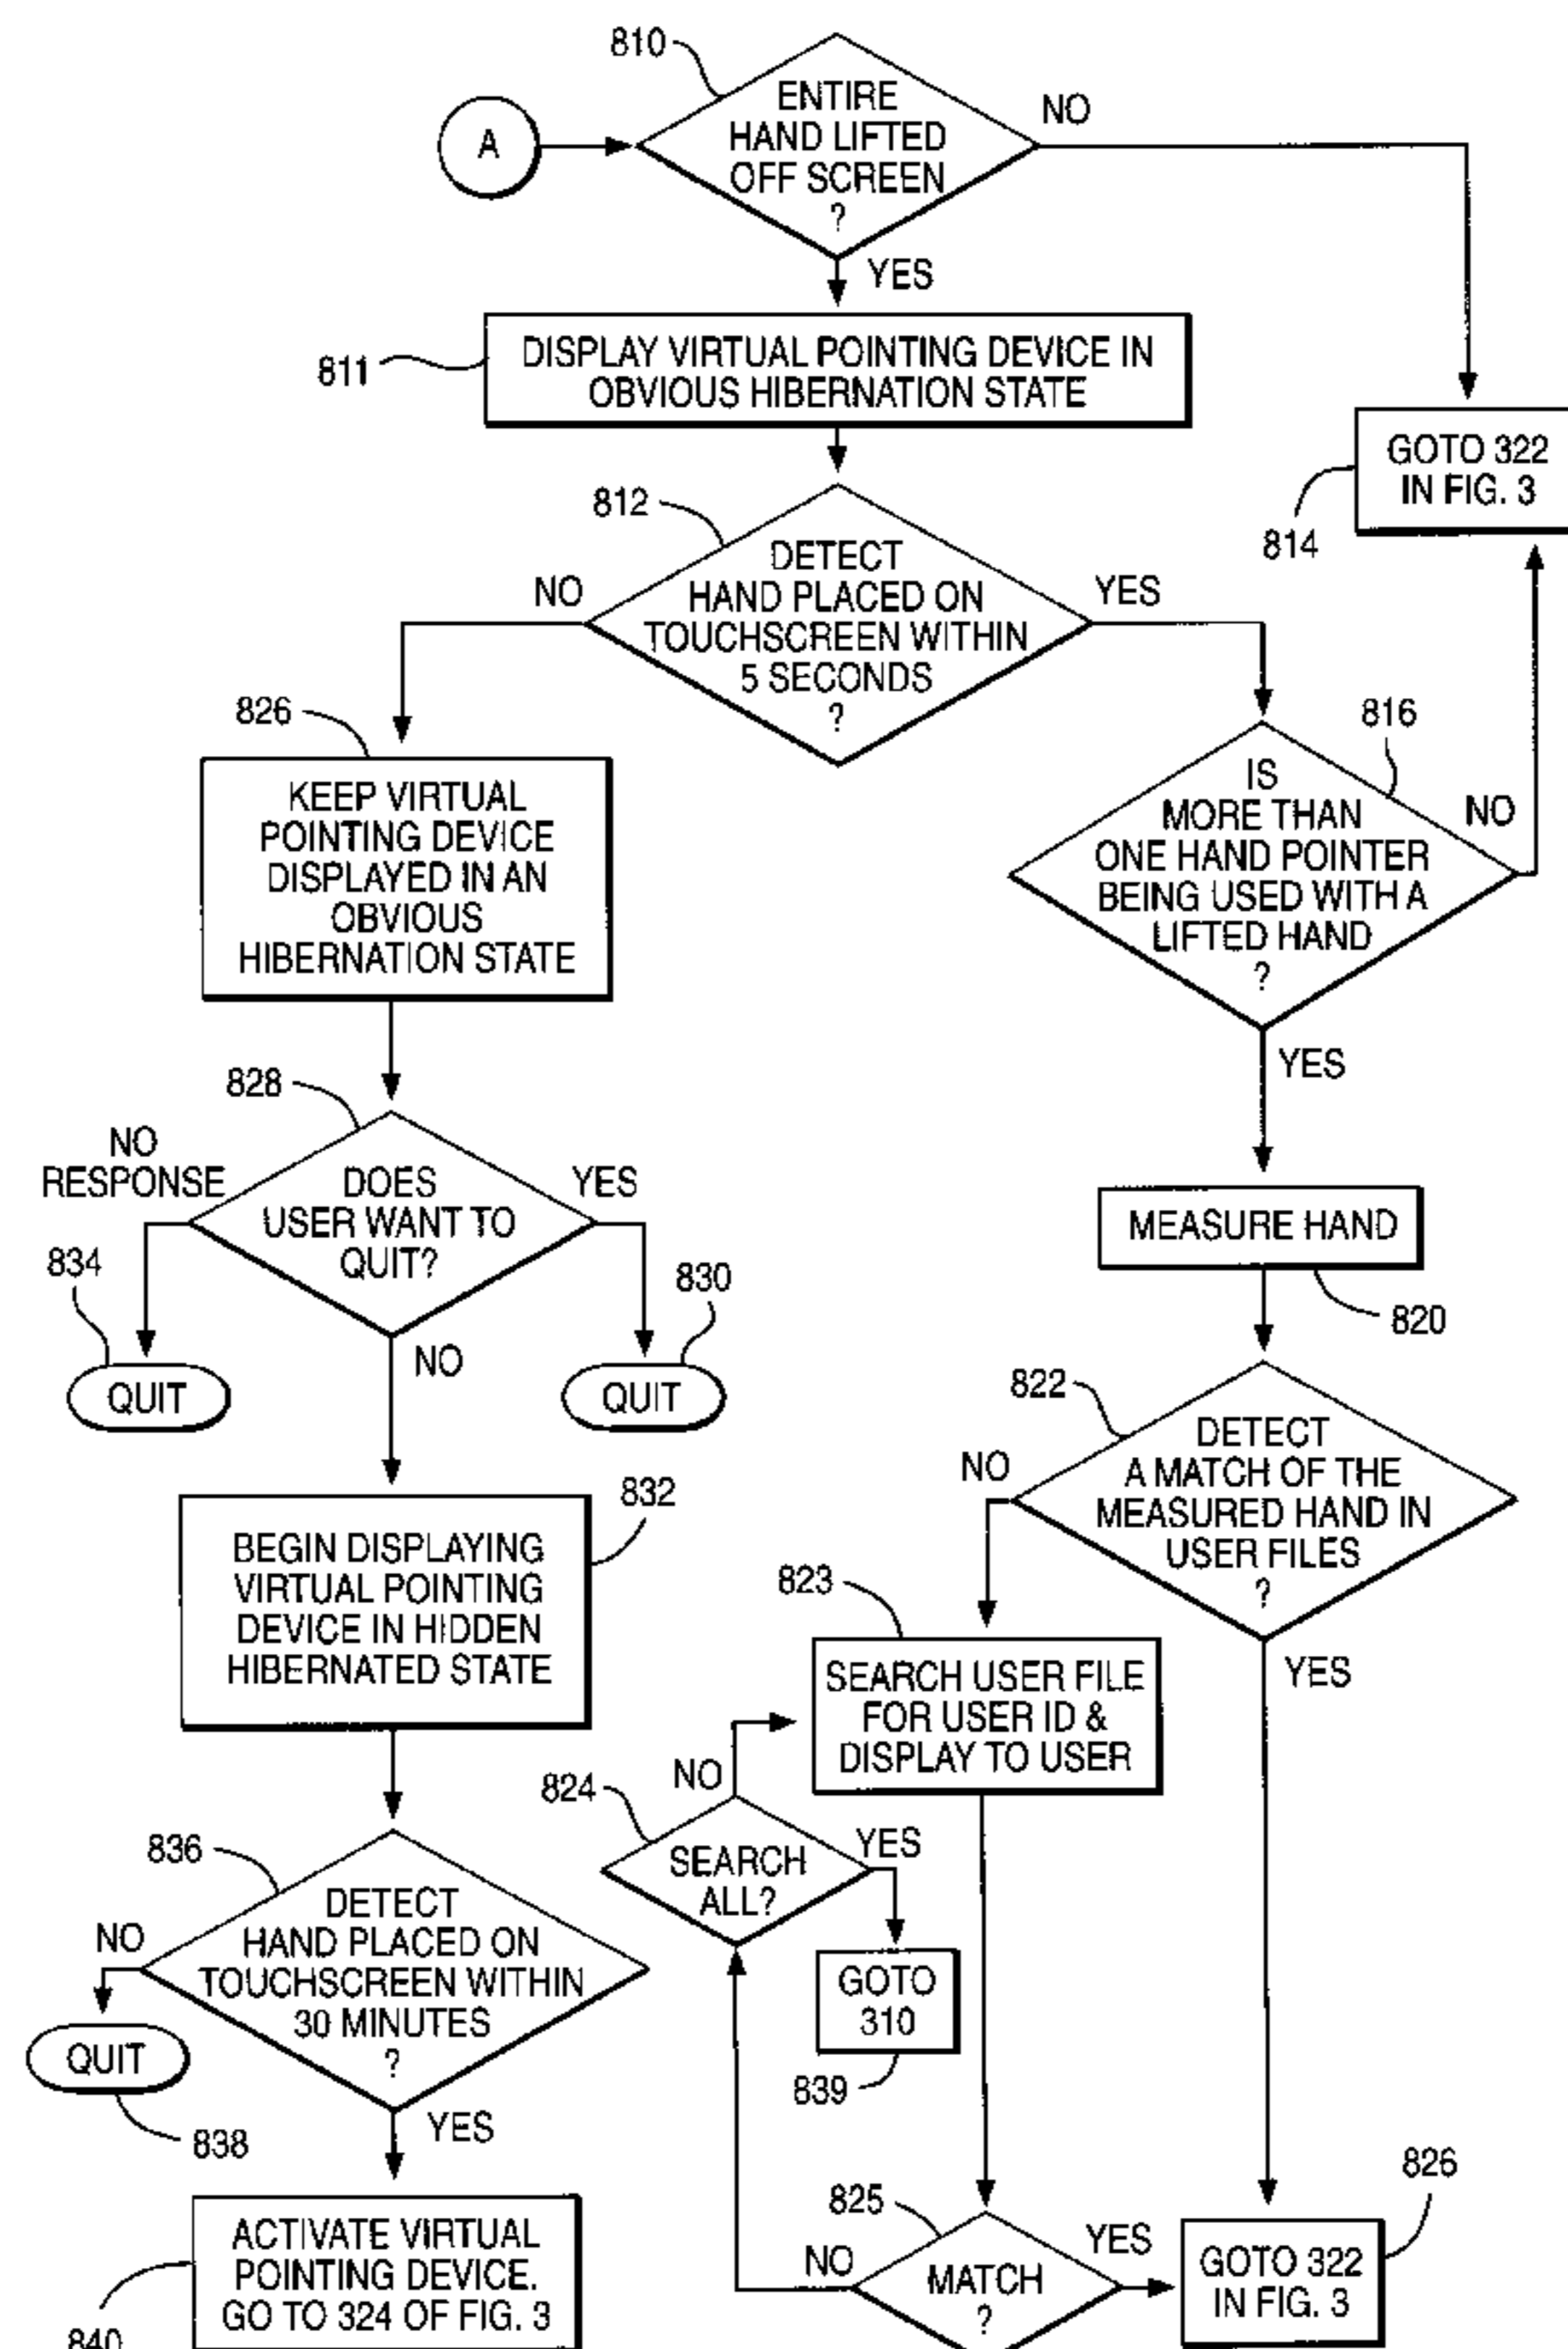 810
A
ENTIRE
HAND LIFTED
OFF SCREEN
?
NO
YES
811
DISPLAY VIRTUAL POINTING DEVICE IN
OBVIOUS HIBERNATION STATE
GOTO 322
IN FIG. 3
814
812
DETECT
HAND PLACED ON
TOUCHSCREEN WITHIN
5 SECONDS
?
NO
YES
826
KEEP VIRTUAL
POINTING DEVICE
DISPLAYED IN AN
OBVIOUS
HIBERNATION STATE
816
IS
MORE THAN
ONE HAND POINTER
BEING USED WITH A
LIFTED HAND
?
NO
YES
828
NO
RESPONSE
DOES
USER WANT TO
QUIT?
YES
834
QUIT
NO
830
QUIT
MEASURE HAND
820
822
DETECT
A MATCH OF THE
MEASURED HAND IN
USER FILES
?
NO
YES
832
BEGIN DISPLAYING
VIRTUAL POINTING
DEVICE IN HIDDEN
HIBERNATED STATE
823
SEARCH USER FILE
FOR USER ID &
DISPLAY TO USER
824
NO
SEARCH
ALL?
YES
GOTO
310
839
836
DETECT
HAND PLACED ON
TOUCHSCREEN WITHIN
30 MINUTES
?
NO
QUIT
838
YES
840
ACTIVATE VIRTUAL
POINTING DEVICE.
GO TO 324 OF FIG. 3
825
NO
MATCH
?
YES
GOTO 322
IN FIG. 3
826